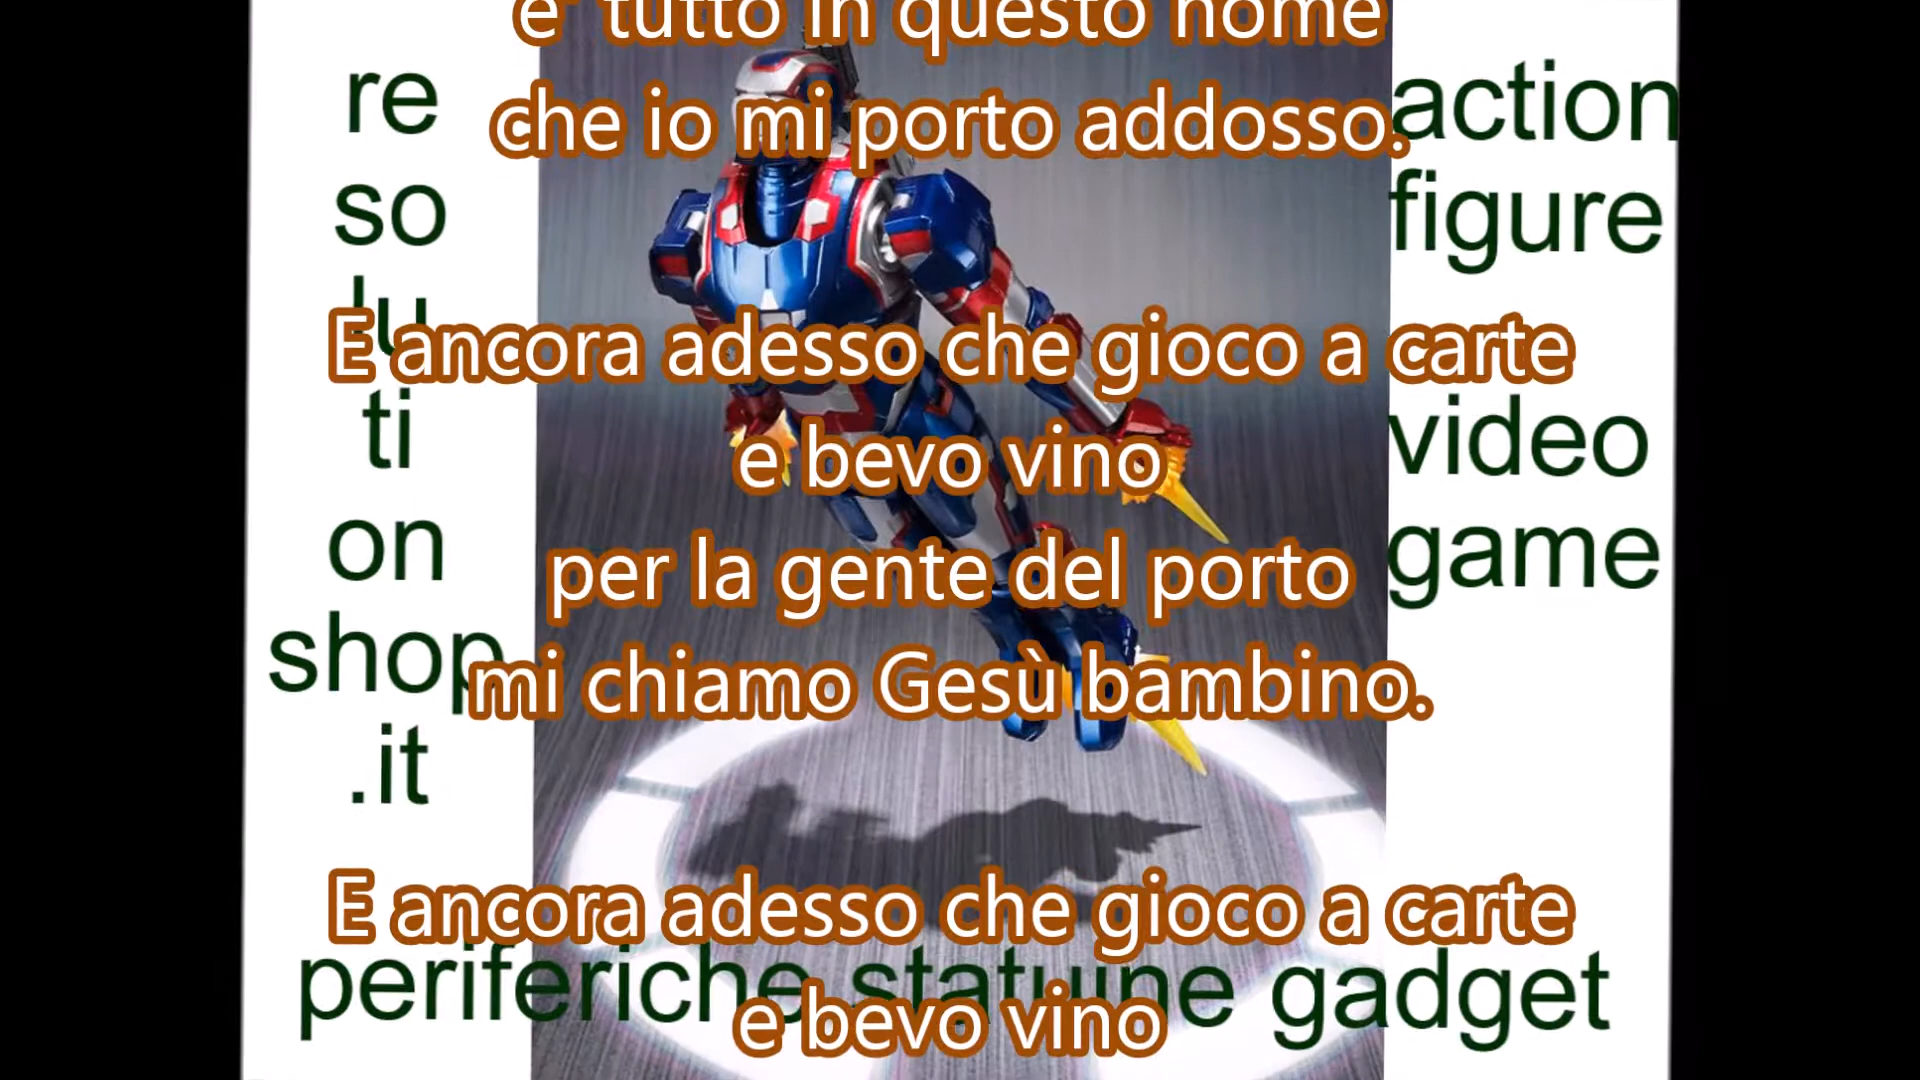 e' tutto in questo nome
che io mi porto addosso.
E ancora adesso che gioco a carte
e bevo vino
per la gente del porto
mi chiamo Gesù bambino.
E ancora adesso che gioco a carte
e bevo vino
re
so
lu
ti
on
shop
.it
action
figure
video
game
periferiche statuine gadget